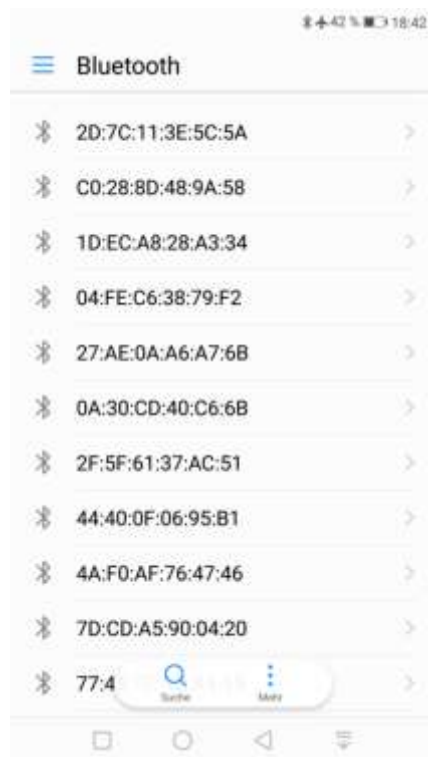 42 % 18:42
Bluetooth
2D:7C:11:3E:5C:5A
C0:28:8D:48:9A:58
1D:EC:A8:28:A3:34
04:FE:C6:38:79:F2
27:AE:0A:A6:A7:6B
0A:30:CD:40:C6:6B
2F:5F:61:37:AC:51
44:40:0F:06:95:B1
4A:F0:AF:76:47:46
7D:CD:A5:90:04:20
77:4
Suche Mehr